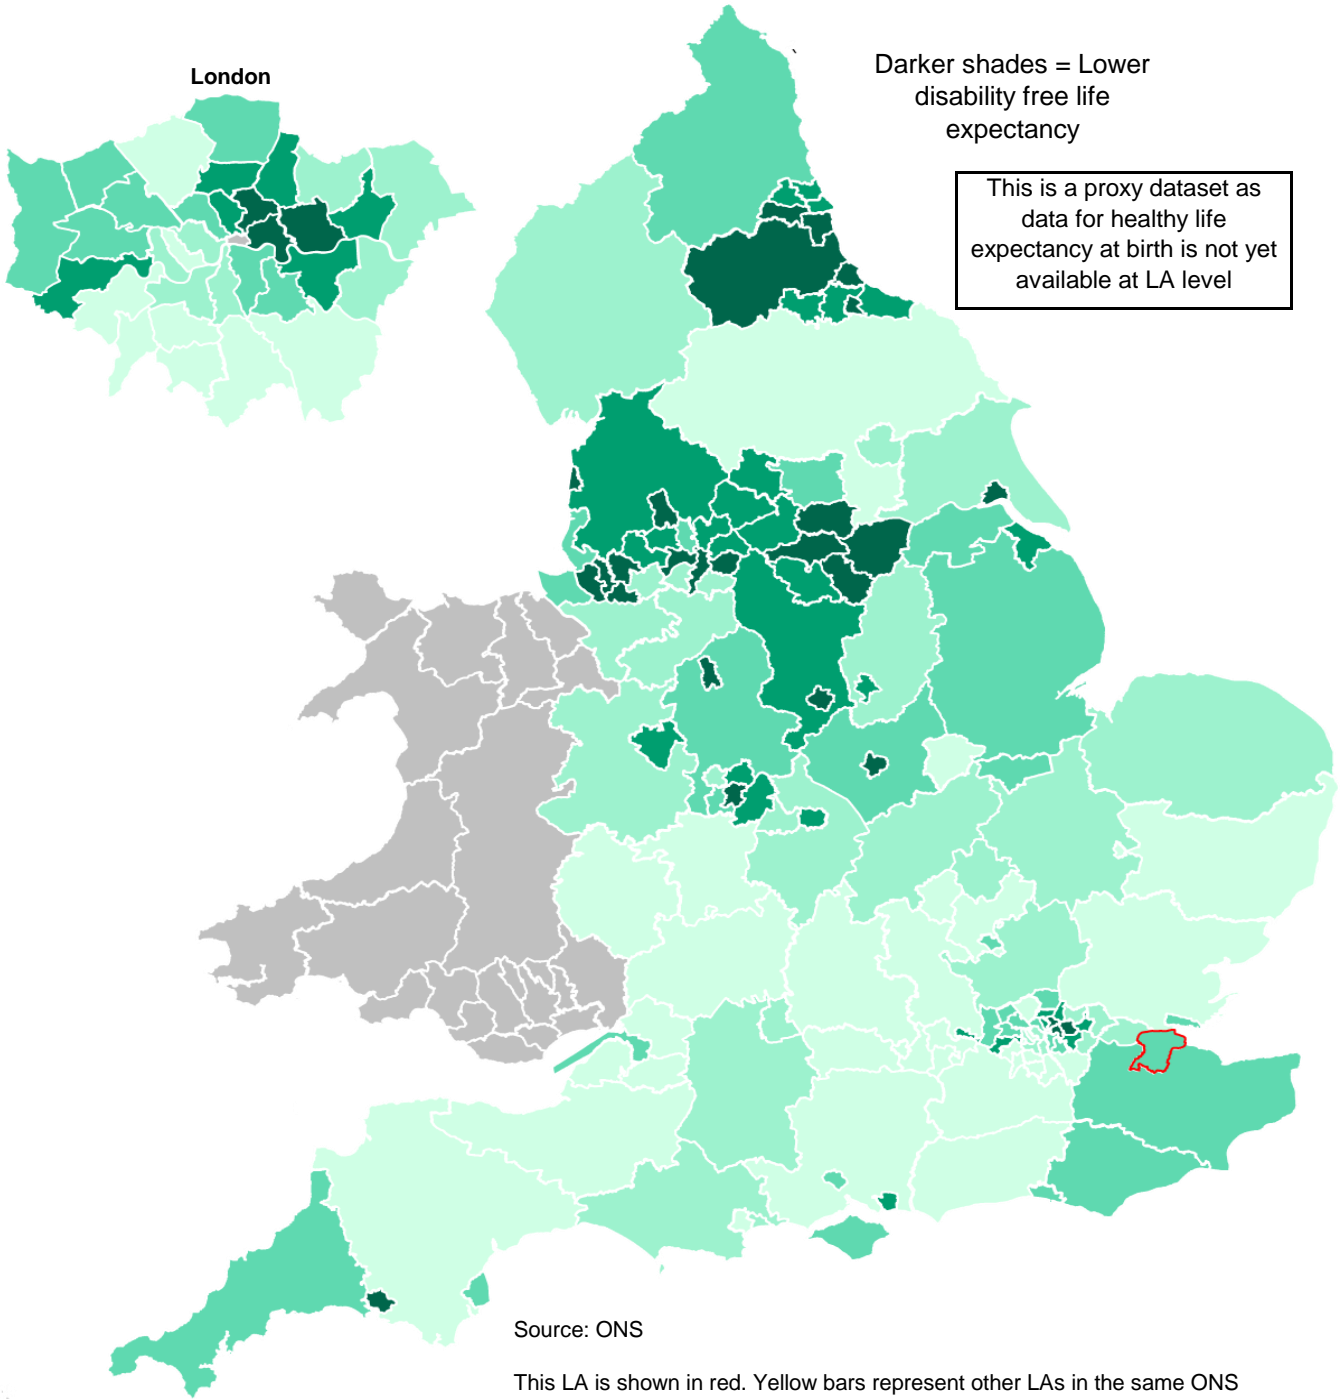 London
`
Darker shades = Lower
disability free life
expectancy
This is a proxy dataset as
data for healthy life
expectancy at birth is not yet
available at LA level
Source: ONS
This LA is shown in red. Yellow bars represent other LAs in the same ONS